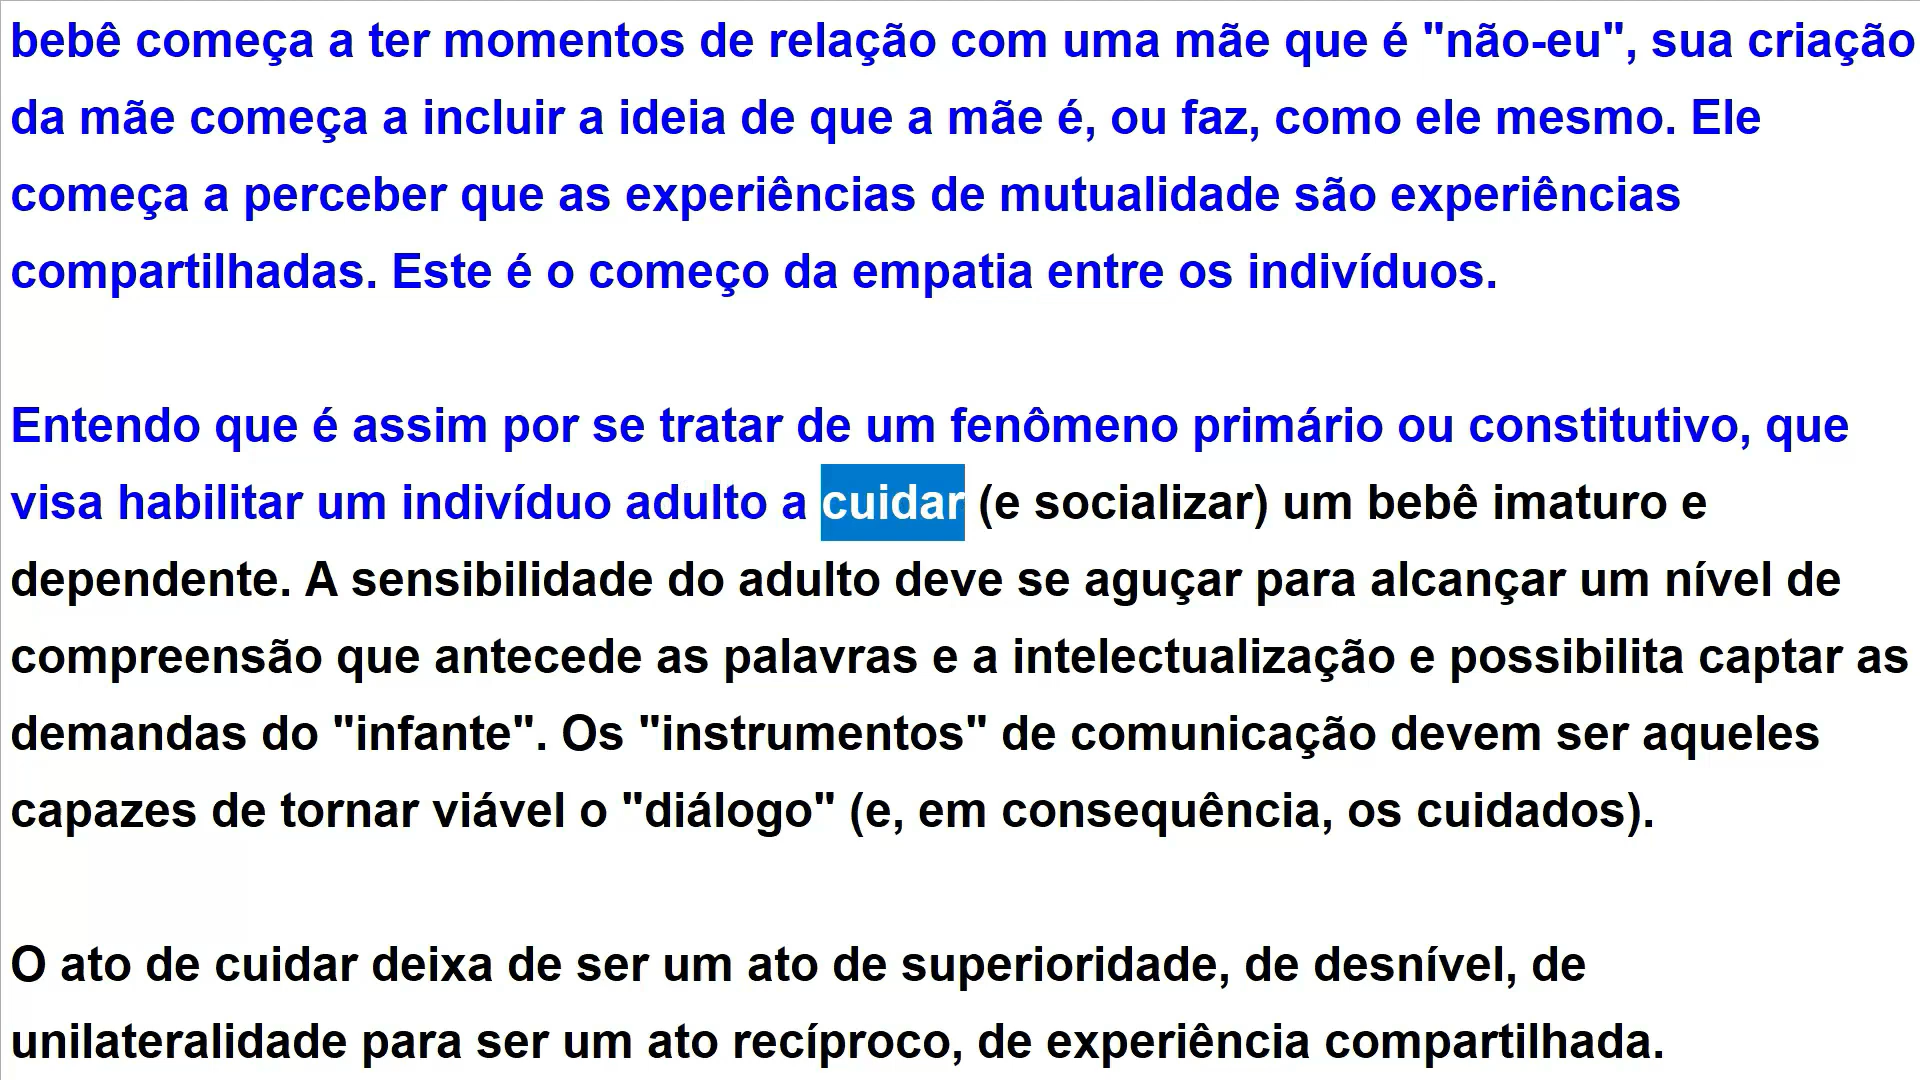 bebê começa a ter momentos de relação com uma mãe que é "não-eu", sua criação
da mãe começa a incluir a ideia de que a mãe é, ou faz, como ele mesmo. Ele
começa a perceber que as experiências de mutualidade são experiências
compartilhadas. Este é o começo da empatia entre os indivíduos.
Entendo que é assim por se tratar de um fenômeno primário ou constitutivo, que
visa habilitar um indivíduo adulto a cuidar (e socializar) um bebê imaturo e
dependente. A sensibilidade do adulto deve se aguçar para alcançar um nível de
compreensão que antecede as palavras e a intelectualização e possibilita captar as
demandas do "infante". Os "instrumentos" de comunicação devem ser aqueles
capazes de tornar viável o "diálogo" (e, em consequência, os cuidados).
O ato de cuidar deixa de ser um ato de superioridade, de desnível, de
unilateralidade para ser um ato recíproco, de experiência compartilhada.